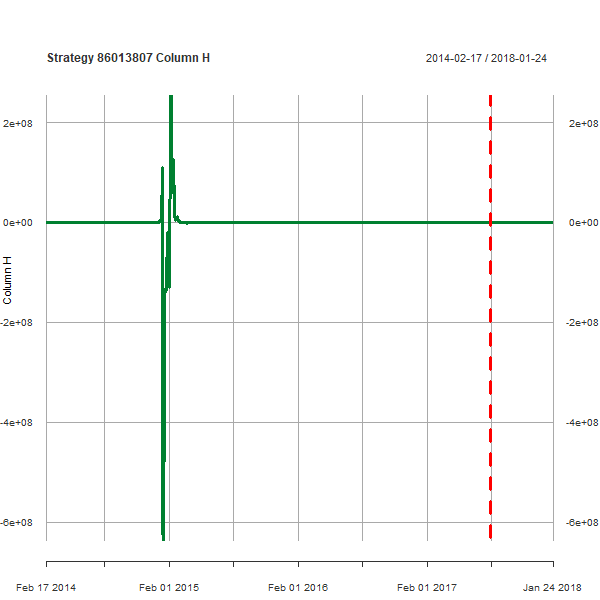 Strategy 86013807 Column H
2014-02-17 / 2018-01-24
2e+08
2e+08
0e+00
0e+00
Column H
-2e+08
-2e+08
-4e+08
-4e+08
-6e+08
-6e+08
Feb 17 2014
Feb 01 2015
Feb 01 2016
Feb 01 2017
Jan 24 2018